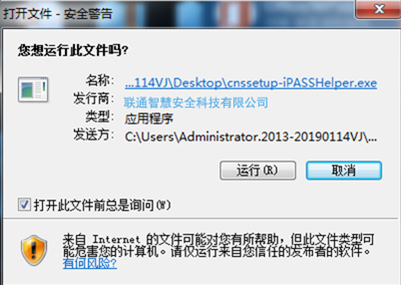 打开文件 - 安全警告
您想运行此文件吗?
名称: ...114VJ\Desktop\cnssetup-iPASSHelper.exe
发行商: 联通智慧安全科技有限公司
类型: 应用程序
发送方: C:\Users\Administrator.2013-20190114VJ\...
运行(R) 取消
打开此文件前总是询问(W)
来自 Internet 的文件可能对您有所帮助，但此文件类型可
能危害您的计算机。请仅运行来自您信任的发布者的软件。
有何风险?